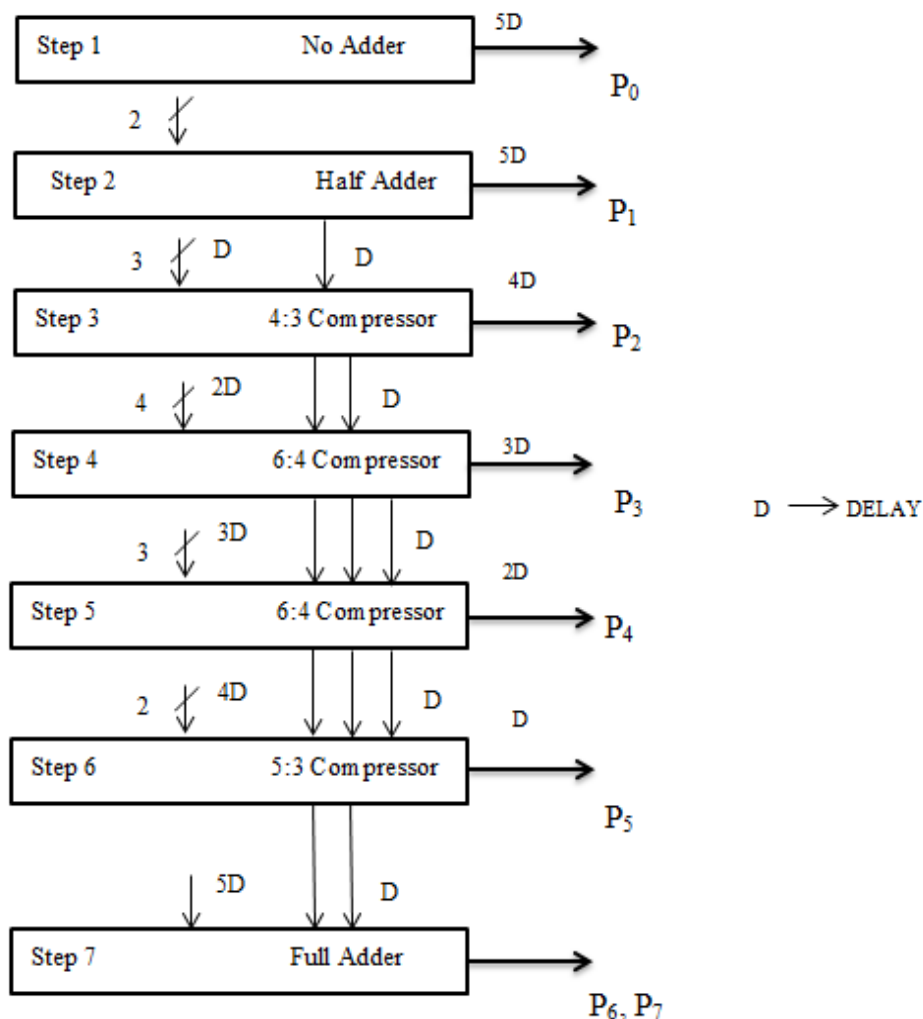 5D
Step 1 No Adder
P₀
2
5D
Step 2 Half Adder
P₁
3 D D
4D
Step 3 4:3 Compressor
P₂
4 2D D
3D
Step 4 6:4 Compressor
P₃
D → DELAY
3 3D D
2D
Step 5 6:4 Compressor
P₄
2 4D D
D
Step 6 5:3 Compressor
P₅
5D D
Step 7 Full Adder
P₆, P₇